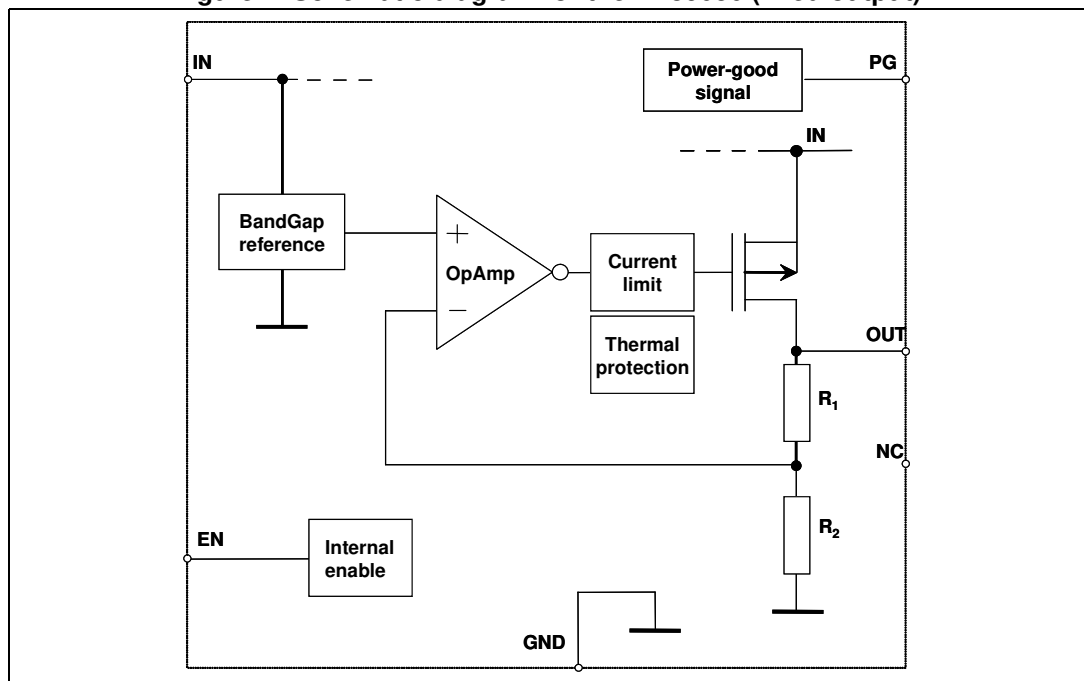 IN
Power-good
signal
PG
IN
BandGap
reference
+
OpAmp
−
Current
limit
Thermal
protection
OUT
R1
NC
R2
EN
Internal
enable
GND